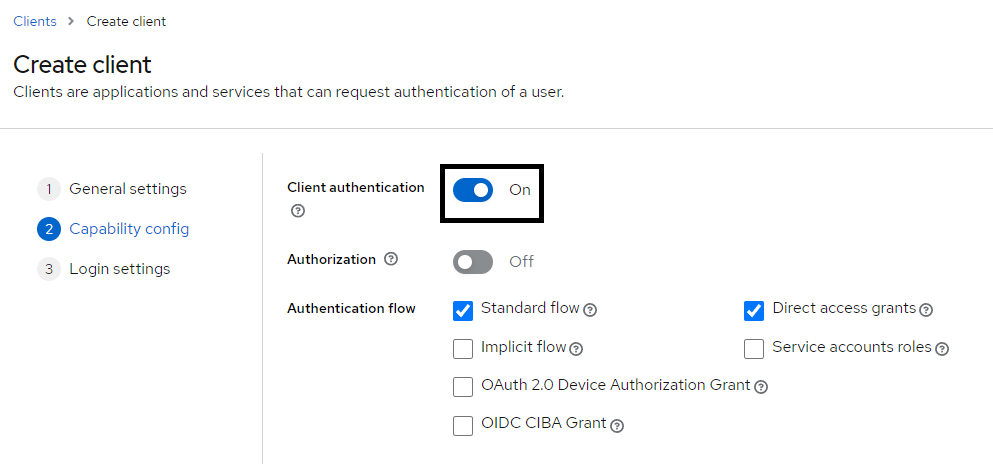 Clients > Create client
Create client
Clients are applications and services that can request authentication of a user.
1 General settings
2 Capability config
3 Login settings
Client authentication
On
Authorization
Off
Authentication flow
Standard flow
Direct access grants
Implicit flow
Service accounts roles
OAuth 2.0 Device Authorization Grant
OIDC CIBA Grant